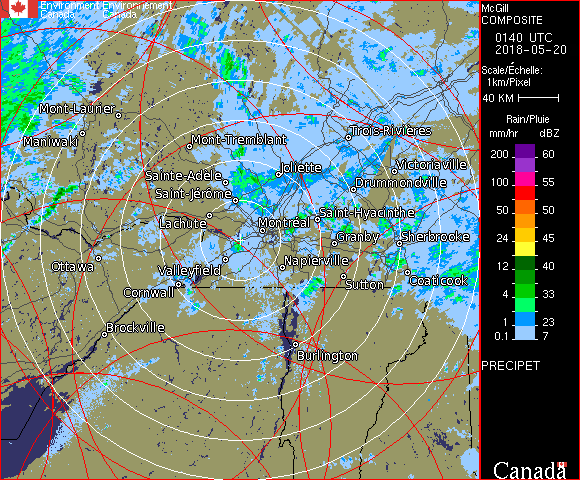 Environment Environnement
Canada Canada
McGill
COMPOSITE
0140 UTC
2018-05-20
Scale/Échelle:
1km/Pixel
40 KM
Rain/Pluie
mm/hr dBZ
200 60
100 55
50 50
24 45
12 40
4 33
1 23
0.1 7
PRECIPET
Canada
Mont-Laurier
Maniwaki
Mont-Tremblant
Trois-Rivières
Sainte-Adèle
Joliette
Victoriaville
Saint-Jérôme
Drummondville
Lachute
Montréal
Saint-Hyacinthe
Granby
Sherbrooke
Ottawa
Valleyfield
Napierville
Cornwall
Sutton
Coaticook
Brockville
Burlington